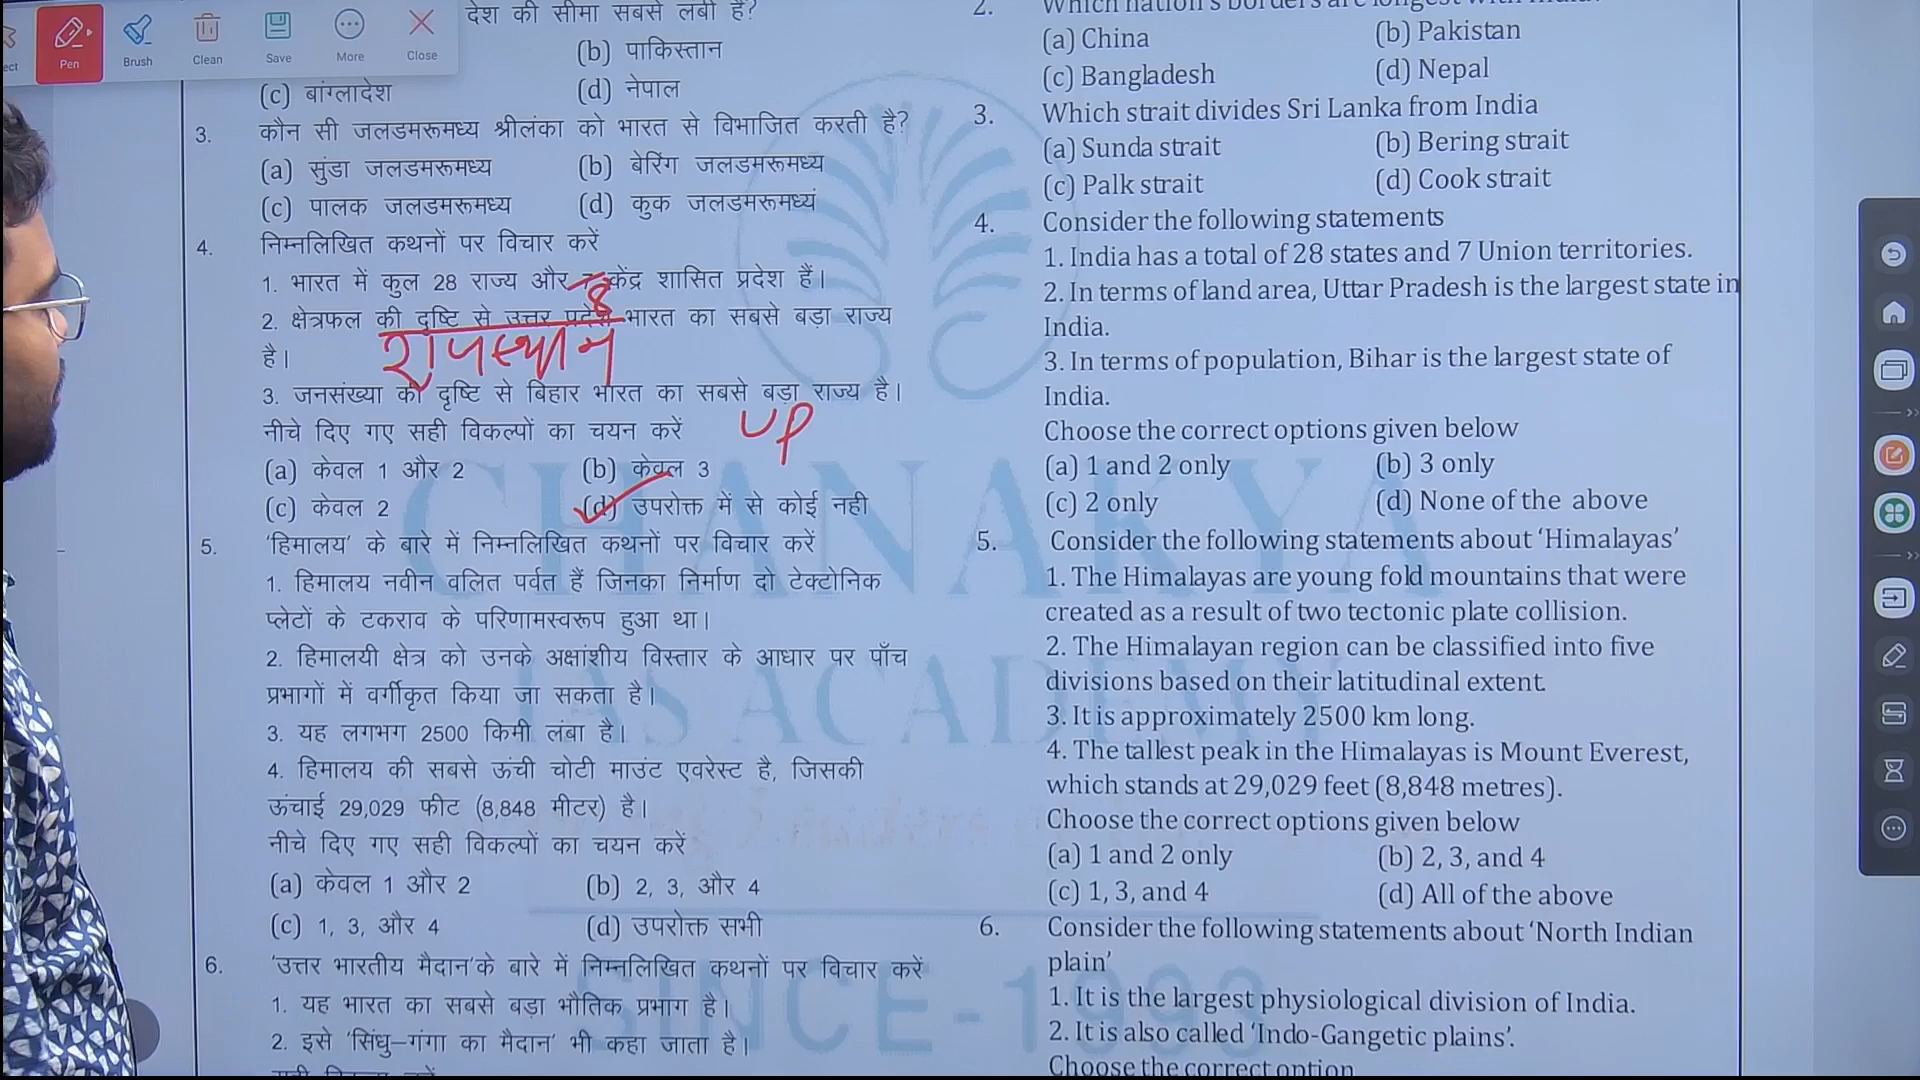 Pen
Brush
Clean
Save
More
Close
देश की सीमा सबसे लंबी है?
(b) पाकिस्तान
(c) बांग्लादेश
(d) नेपाल
3. कौन सी जलडमरूमध्य श्रीलंका को भारत से विभाजित करती है?
(a) सुंडा जलडमरूमध्य
(b) बेरिंग जलडमरूमध्य
(c) पालक जलडमरूमध्य
(d) कुक जलडमरूमध्यं
4. निम्नलिखित कथनों पर विचार करें
1. भारत में कुल 28 राज्य और केंद्र शासित प्रदेश हैं।
8
2. क्षेत्रफल की दृष्टि से उत्तर प्रदेश भारत का सबसे बड़ा राज्य
है।
3. जनसंख्या की दृष्टि से बिहार भारत का सबसे बड़ा राज्य है।
UP
नीचे दिए गए सही विकल्पों का चयन करें
(a) केवल 1 और 2
(b) केवल 3
(c) केवल 2
(d) उपरोक्त में से कोई नही
5. 'हिमालय' के बारे में निम्नलिखित कथनों पर विचार करें
1. हिमालय नवीन वलित पर्वत हैं जिनका निर्माण दो टेक्टोनिक
प्लेटों के टकराव के परिणामस्वरूप हुआ था।
2. हिमालयी क्षेत्र को उनके अक्षांशीय विस्तार के आधार पर पाँच
प्रभागों में वर्गीकृत किया जा सकता है।
3. यह लगभग 2500 किमी लंबा है।
4. हिमालय की सबसे ऊंची चोटी माउंट एवरेस्ट है, जिसकी
ऊंचाई 29,029 फीट (8,848 मीटर) है।
नीचे दिए गए सही विकल्पों का चयन करें
(a) केवल 1 और 2
(b) 2, 3, और 4
(c) 1, 3, और 4
(d) उपरोक्त सभी
6. 'उत्तर भारतीय मैदान'के बारे में निम्नलिखित कथनों पर विचार करें
1. यह भारत का सबसे बड़ा भौतिक प्रभाग है।
2. इसे 'सिंधु–गंगा का मैदान' भी कहा जाता है।
2. Which nation's borders are longest with
(a) China
(b) Pakistan
(c) Bangladesh
(d) Nepal
3. Which strait divides Sri Lanka from India
(a) Sunda strait
(b) Bering strait
(c) Palk strait
(d) Cook strait
4. Consider the following statements
1. India has a total of 28 states and 7 Union territories.
2. In terms of land area, Uttar Pradesh is the largest state in
India.
3. In terms of population, Bihar is the largest state of
India.
Choose the correct options given below
(a) 1 and 2 only
(b) 3 only
(c) 2 only
(d) None of the above
5. Consider the following statements about ‘Himalayas’
1. The Himalayas are young fold mountains that were
created as a result of two tectonic plate collision.
2. The Himalayan region can be classified into five
divisions based on their latitudinal extent.
3. It is approximately 2500 km long.
4. The tallest peak in the Himalayas is Mount Everest,
which stands at 29,029 feet (8,848 metres).
Choose the correct options given below
(a) 1 and 2 only
(b) 2, 3, and 4
(c) 1, 3, and 4
(d) All of the above
6. Consider the following statements about ‘North Indian
plain’
1. It is the largest physiological division of India.
2. It is also called ‘Indo-Gangetic plains’.
Choose the correct option
CHANAKYA
IAS ACADEMY
SINCE-1993